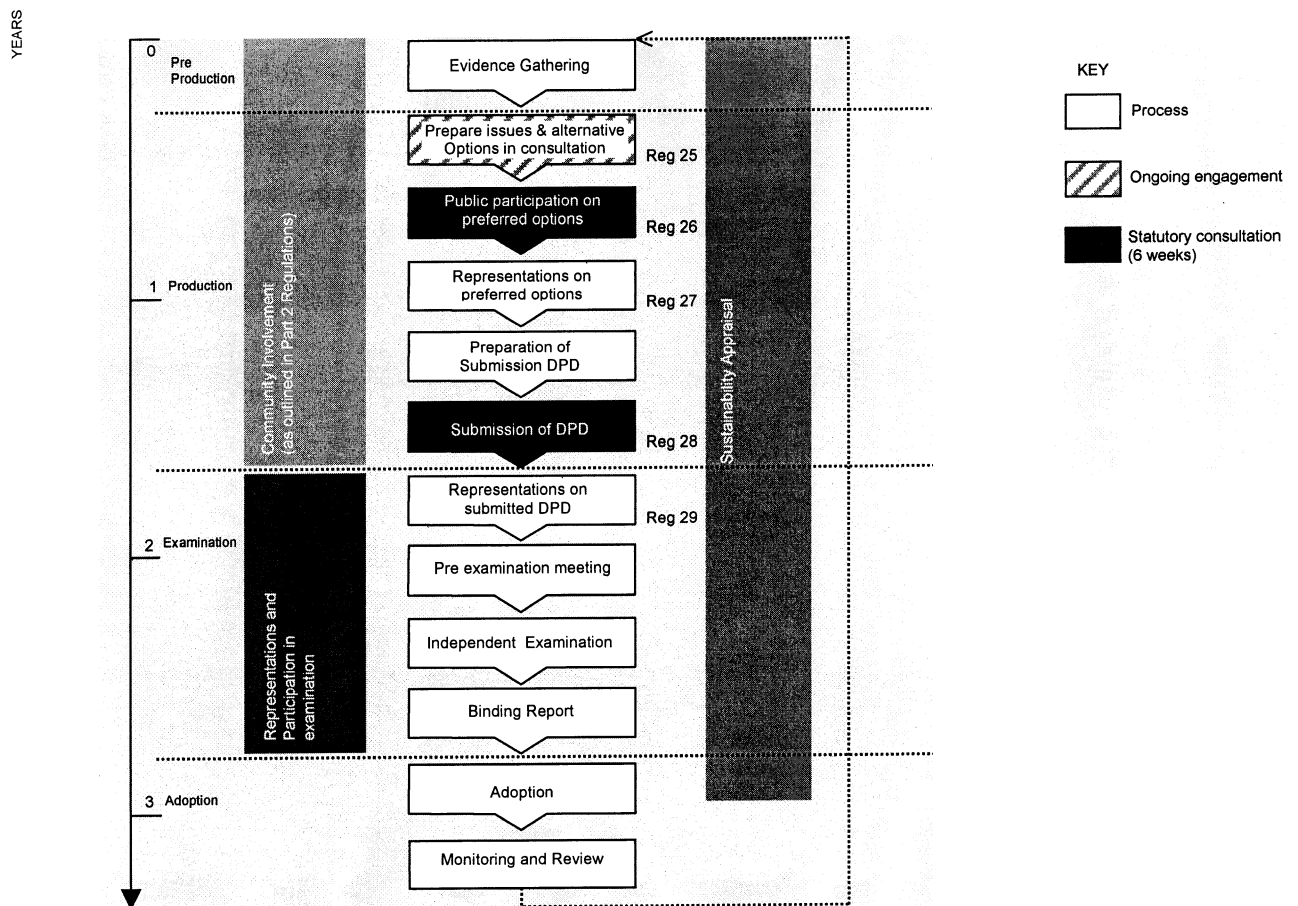 YEARS
0
Pre
Production
Evidence Gathering
Prepare issues & alternative
Options in consultation
Reg 25
Public participation on
preferred options
Reg 26
1
Production
Representations on
preferred options
Reg 27
Preparation of
Submission DPD
Submission of DPD
Reg 28
Community Involvement
(as outlined in Part 2 Regulations)
Sustainability Appraisal
Representations on
submitted DPD
Reg 29
2
Examination
Pre examination meeting
Independent Examination
Binding Report
Representations and
Participation in
examination
3
Adoption
Adoption
Monitoring and Review
KEY
Process
Ongoing engagement
Statutory consultation
(6 weeks)